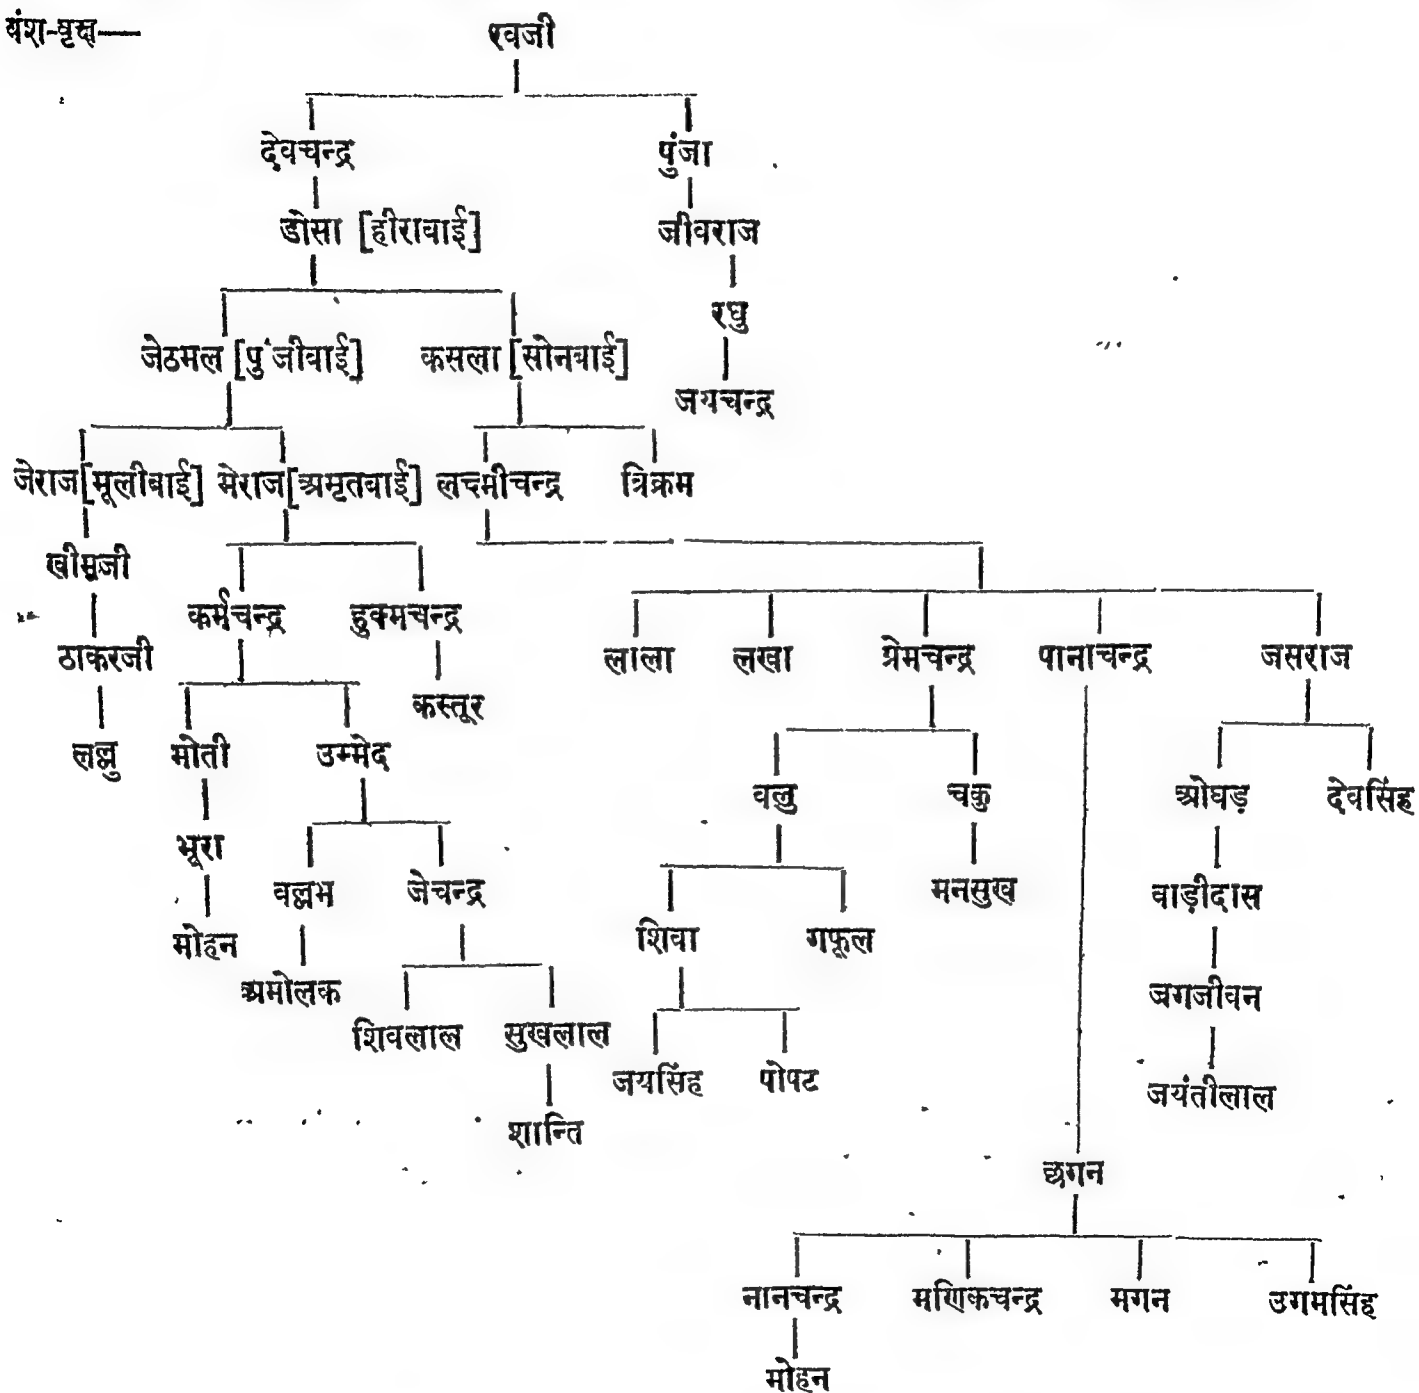 वंश-वृक्ष—
रवजी
देवचन्द्र पुंजा
डोसा [हीराबाई] जीवराज
रघु
जेठमल [पुंजीबाई] कसला [सोनबाई]
जयचन्द्र
जेराज[मूलीबाई] मेराज[अमृतबाई] लक्ष्मीचन्द्र त्रिक्रम
खीमजी
कर्मचन्द्र हुक्मचन्द्र
ठाकरजी लाला लखा प्रेमचन्द्र पानाचन्द्र जसराज
कस्तूर
लल्लु मोती उम्मेद
वलु चकु ओघड़ देवसिंह
भूरा
वल्लभ जेचन्द्र मनसुख वाड़ीदास
मोहन शिवा गफूल
अमोलक जगजीवन
शिवलाल सुखलाल
जयसिंह पोपट जयंतीलाल
शान्ति
छगन
नानचन्द्र मणिकचन्द्र मगन उगमसिंह
मोहन